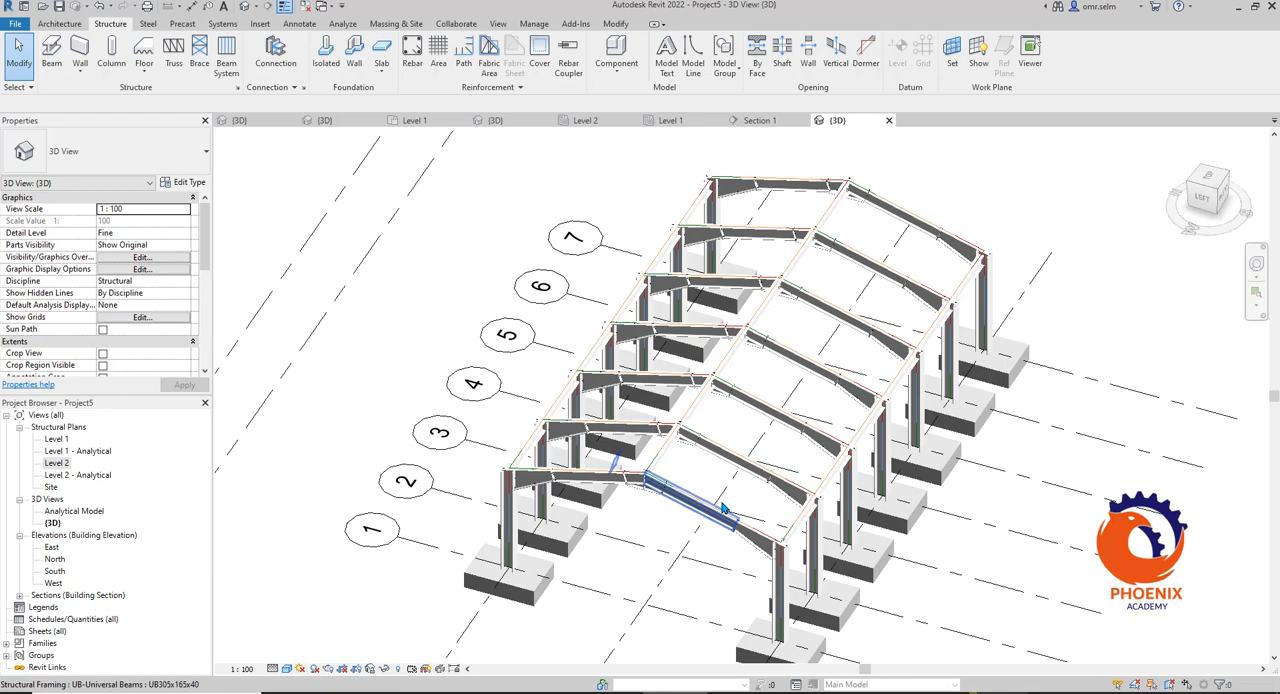 Autodesk Revit 2022 - Project5 - 3D View: {3D}
omr.selm
File Architecture Structure Steel Precast Systems Insert Annotate Analyze Massing & Site Collaborate View Manage Add-Ins Modify
Modify Beam Wall Column Floor Truss Brace Beam System Connection Isolated Wall Slab Rebar Area Path Fabric Area Fabric Sheet Cover Rebar Coupler Component Model Text Model Line Model Group By Face Shaft Wall Vertical Dormer Level Grid Set Show Ref Plane Viewer
Select Structure Connection Foundation Reinforcement Model Opening Datum Work Plane
Properties
{3D} {3D} Level 1 {3D} Level 2 Level 1 Section 1 {3D}
3D View
3D View: {3D} Edit Type
Graphics
View Scale 1 : 100
Scale Value 1: 100
Detail Level Fine
Parts Visibility Show Original
Visibility/Graphics Over... Edit...
Graphic Display Options Edit...
Discipline Structural
Show Hidden Lines By Discipline
Default Analysis Display... None
Show Grids Edit...
Sun Path
Extents
Crop View
Crop Region Visible
Properties help Apply
Project Browser - Project5
Views (all)
Structural Plans
Level 1
Level 1 - Analytical
Level 2
Level 2 - Analytical
Site
3D Views
Analytical Model
{3D}
Elevations (Building Elevation)
East
North
South
West
Sections (Building Section)
Legends
Schedules/Quantities (all)
Sheets (all)
Families
Groups
Revit Links
LEFT
7
6
5
4
3
2
1
PHOENIX
ACADEMY
1 : 100
Structural Framing : UB-Universal Beams : UB305x165x40
:0 Main Model :0